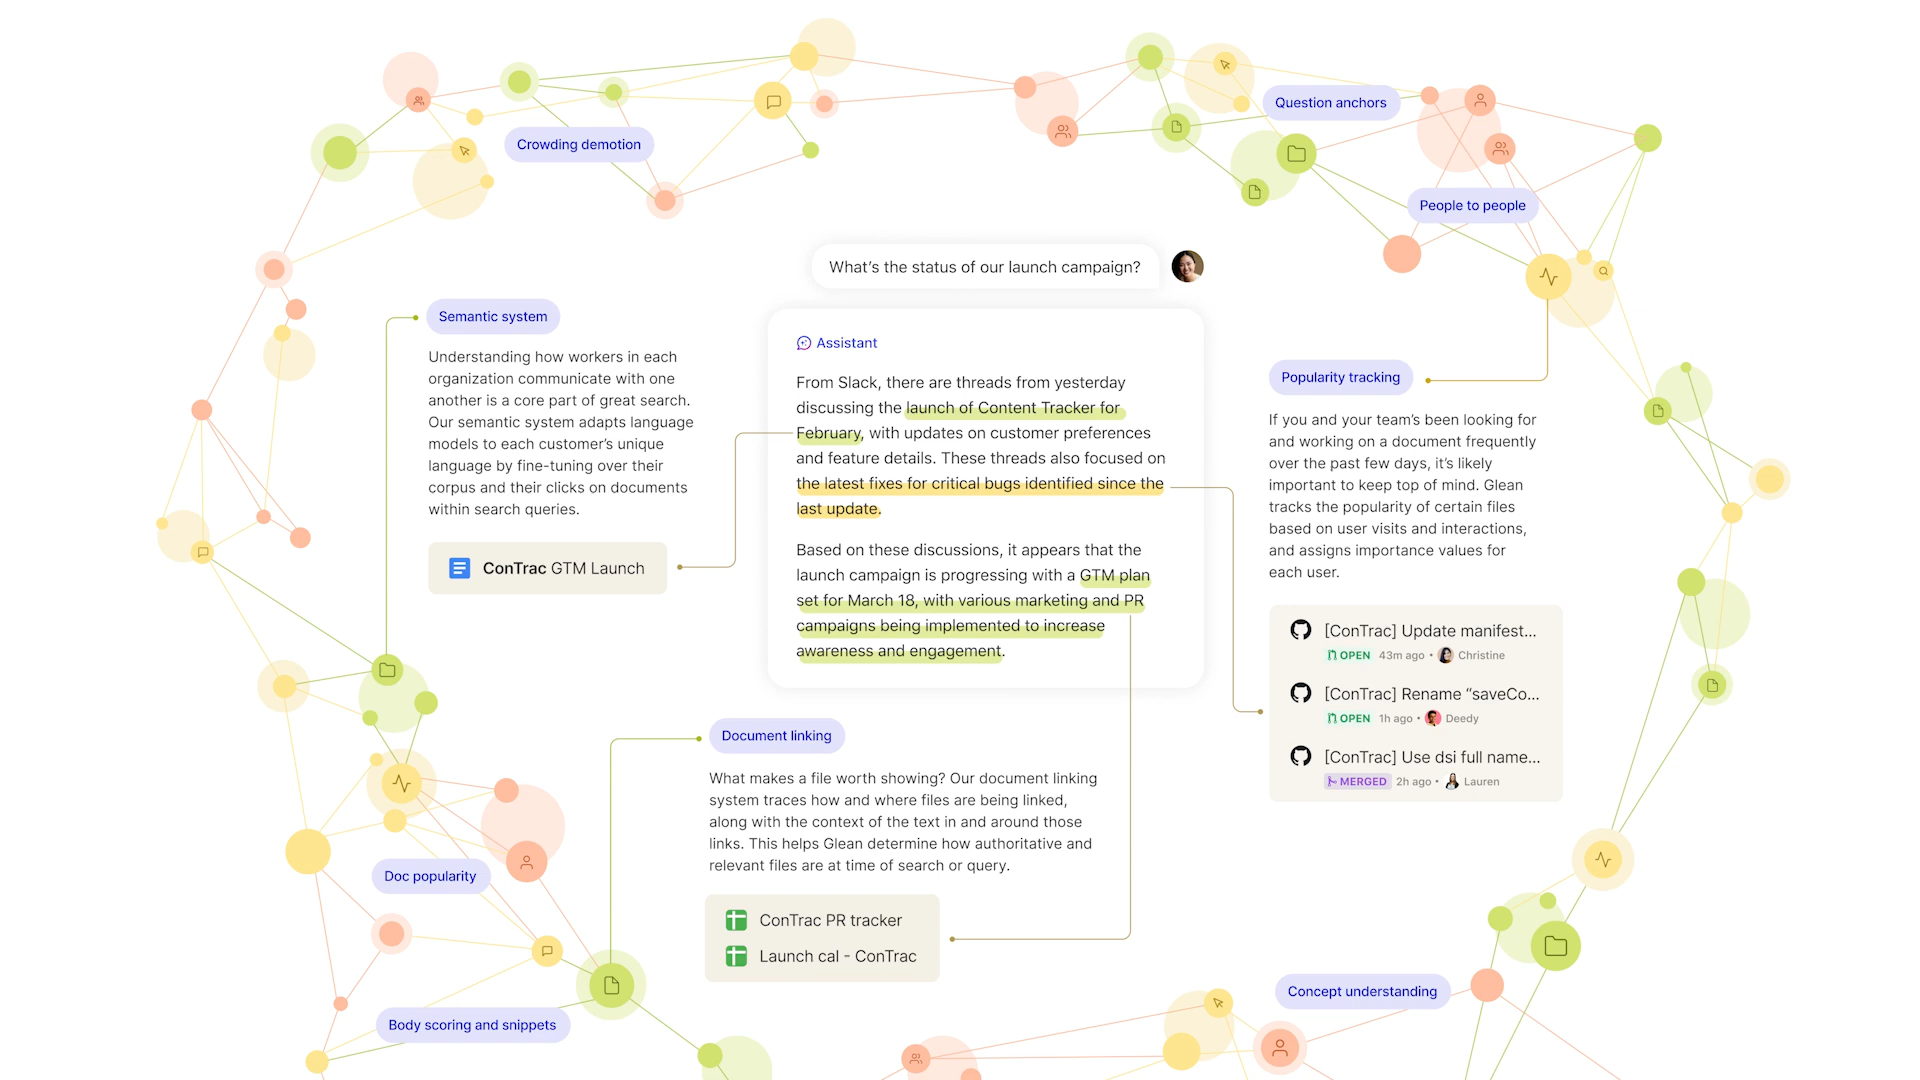 Question anchors
Crowding demotion
People to people
What's the status of our launch campaign?
Semantic system
Understanding how workers in each
organization communicate with one
another is a core part of great search.
Our semantic system adapts language
models to each customer's unique
language by fine-tuning over their
corpus and their clicks on documents
within search queries.
ConTrac GTM Launch
Assistant
From Slack, there are threads from yesterday
discussing the launch of Content Tracker for
February, with updates on customer preferences
and feature details. These threads also focused on
the latest fixes for critical bugs identified since the
last update.
Based on these discussions, it appears that the
launch campaign is progressing with a GTM plan
set for March 18, with various marketing and PR
campaigns being implemented to increase
awareness and engagement.
Popularity tracking
If you and your team's been looking for
and working on a document frequently
over the past few days, it's likely
important to keep top of mind. Glean
tracks the popularity of certain files
based on user visits and interactions,
and assigns importance values for
each user.
[ConTrac] Update manifest...
OPEN 43m ago • Christine
[ConTrac] Rename “saveCo...
OPEN 1h ago • Deedy
[ConTrac] Use dsi full name...
MERGED 2h ago • Lauren
Document linking
What makes a file worth showing? Our document linking
system traces how and where files are being linked,
along with the context of the text in and around those
links. This helps Glean determine how authoritative and
relevant files are at time of search or query.
ConTrac PR tracker
Launch cal - ConTrac
Doc popularity
Body scoring and snippets
Concept understanding